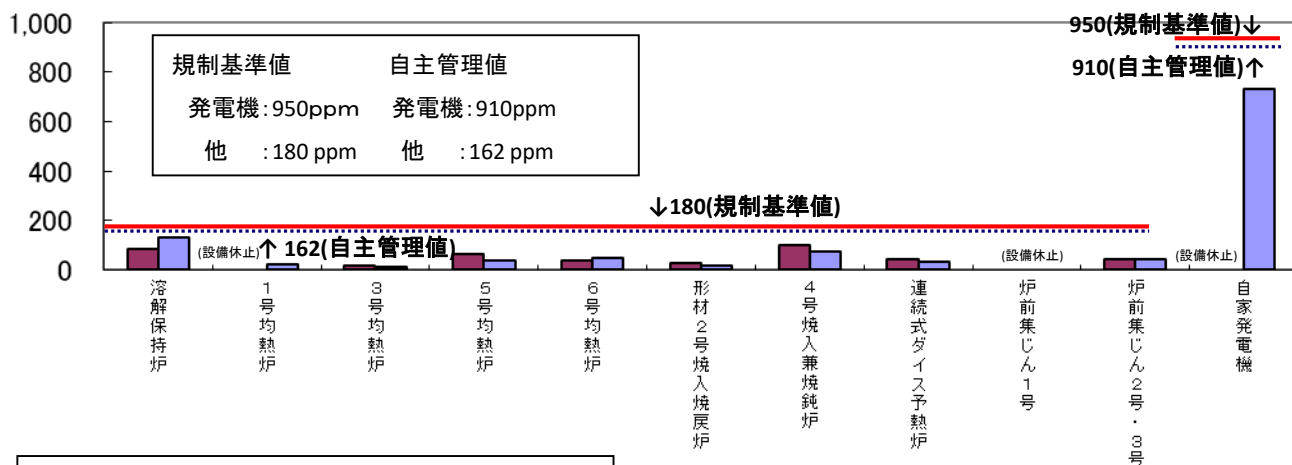 1,000
800
600
400
200
0
規制基準値 自主管理値
発電機:950ppm 発電機:910ppm
他 :180 ppm 他 :162 ppm
950(規制基準値)↓
910(自主管理値)↑
↓180(規制基準値)
(設備休止)
↑ 162(自主管理値)
(設備休止)
(設備休止)
溶解保持炉
1号均熱炉
3号均熱炉
5号均熱炉
6号均熱炉
形材2号焼入焼戻炉
4号焼入兼焼鈍炉
連続式ダイス予熱炉
炉前集じん1号
炉前集じん2号・3号
自家発電機